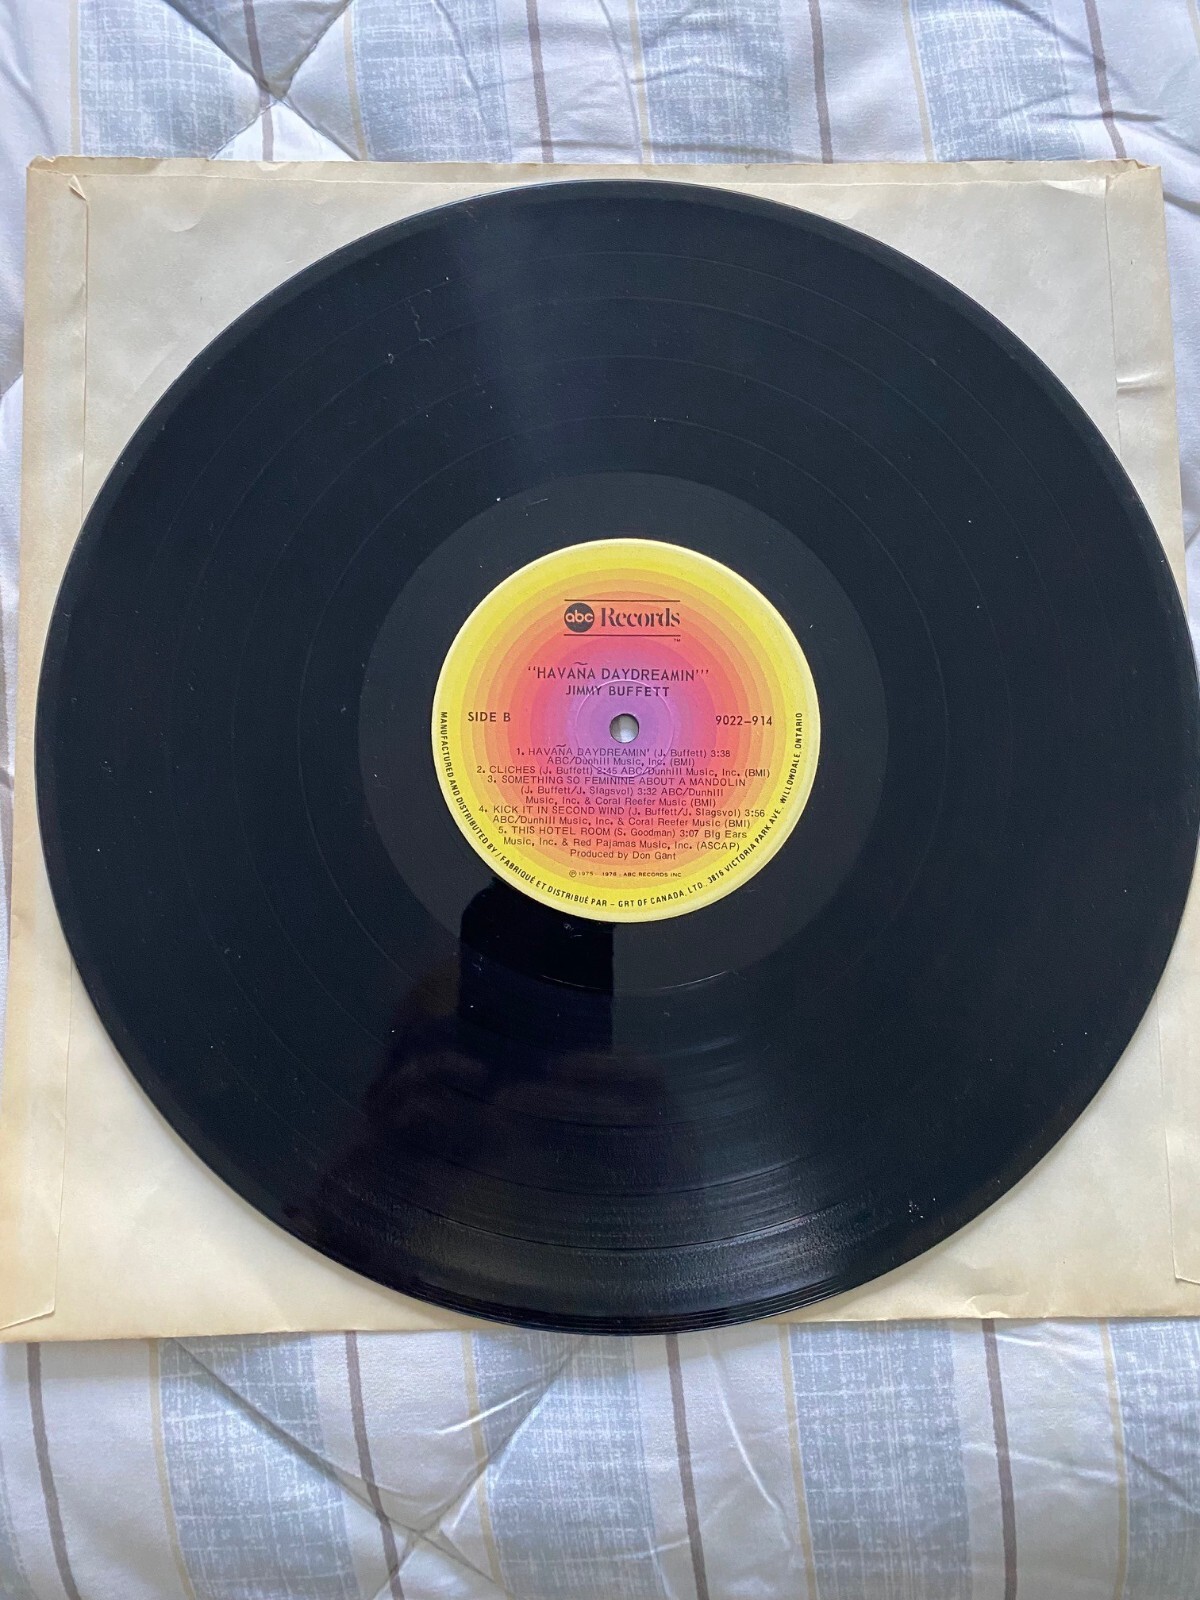 abc Records
TM
"HAVAÑA DAYDREAMIN'"
JIMMY BUFFETT
SIDE B
9022-914
1. HAVAÑA DAYDREAMIN' (J. Buffett) 3:38
ABC/Dunhill Music, Inc. (BMI)
2. CLICHES (J. Buffett) 2:45 ABC/Dunhill Music, Inc. (BMI)
3. SOMETHING SO FEMININE ABOUT A MANDOLIN
(J. Buffett/J. Slagsvol) 3:32 ABC/Dunhill
Music, Inc. & Coral Reefer Music (BMI)
4. KICK IT IN SECOND WIND (J. Buffett/J. Slagsvol) 3:56
ABC/Dunhill Music, Inc. & Coral Reefer Music (BMI)
5. THIS HOTEL ROOM (S. Goodman) 3:07 Big Ears
Music, Inc. & Red Pajamas Music, Inc. (ASCAP)
Produced by Don Gant
Ⓟ 1975 - 1976 . ABC RECORDS INC
MANUFACTURED AND DISTRIBUTED BY / FABRIQUÉ ET DISTRIBUÉ PAR - GRT OF CANADA, LTD., 3816 VICTORIA PARK AVE., WILLOWDALE, ONTARIO